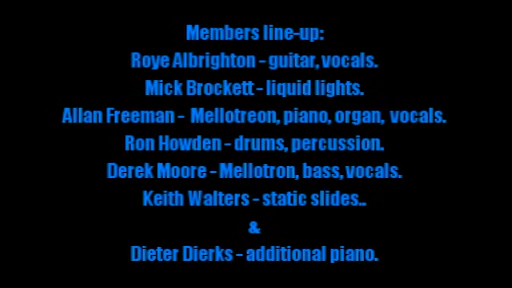 Members line-up:
Roye Albrighton - guitar, vocals.
Mick Brockett - liquid lights.
Allan Freeman - Mellotreon, piano, organ, vocals.
Ron Howden - drums, percussion.
Derek Moore - Mellotron, bass, vocals.
Keith Walters - static slides..
&
Dieter Dierks - additional piano.